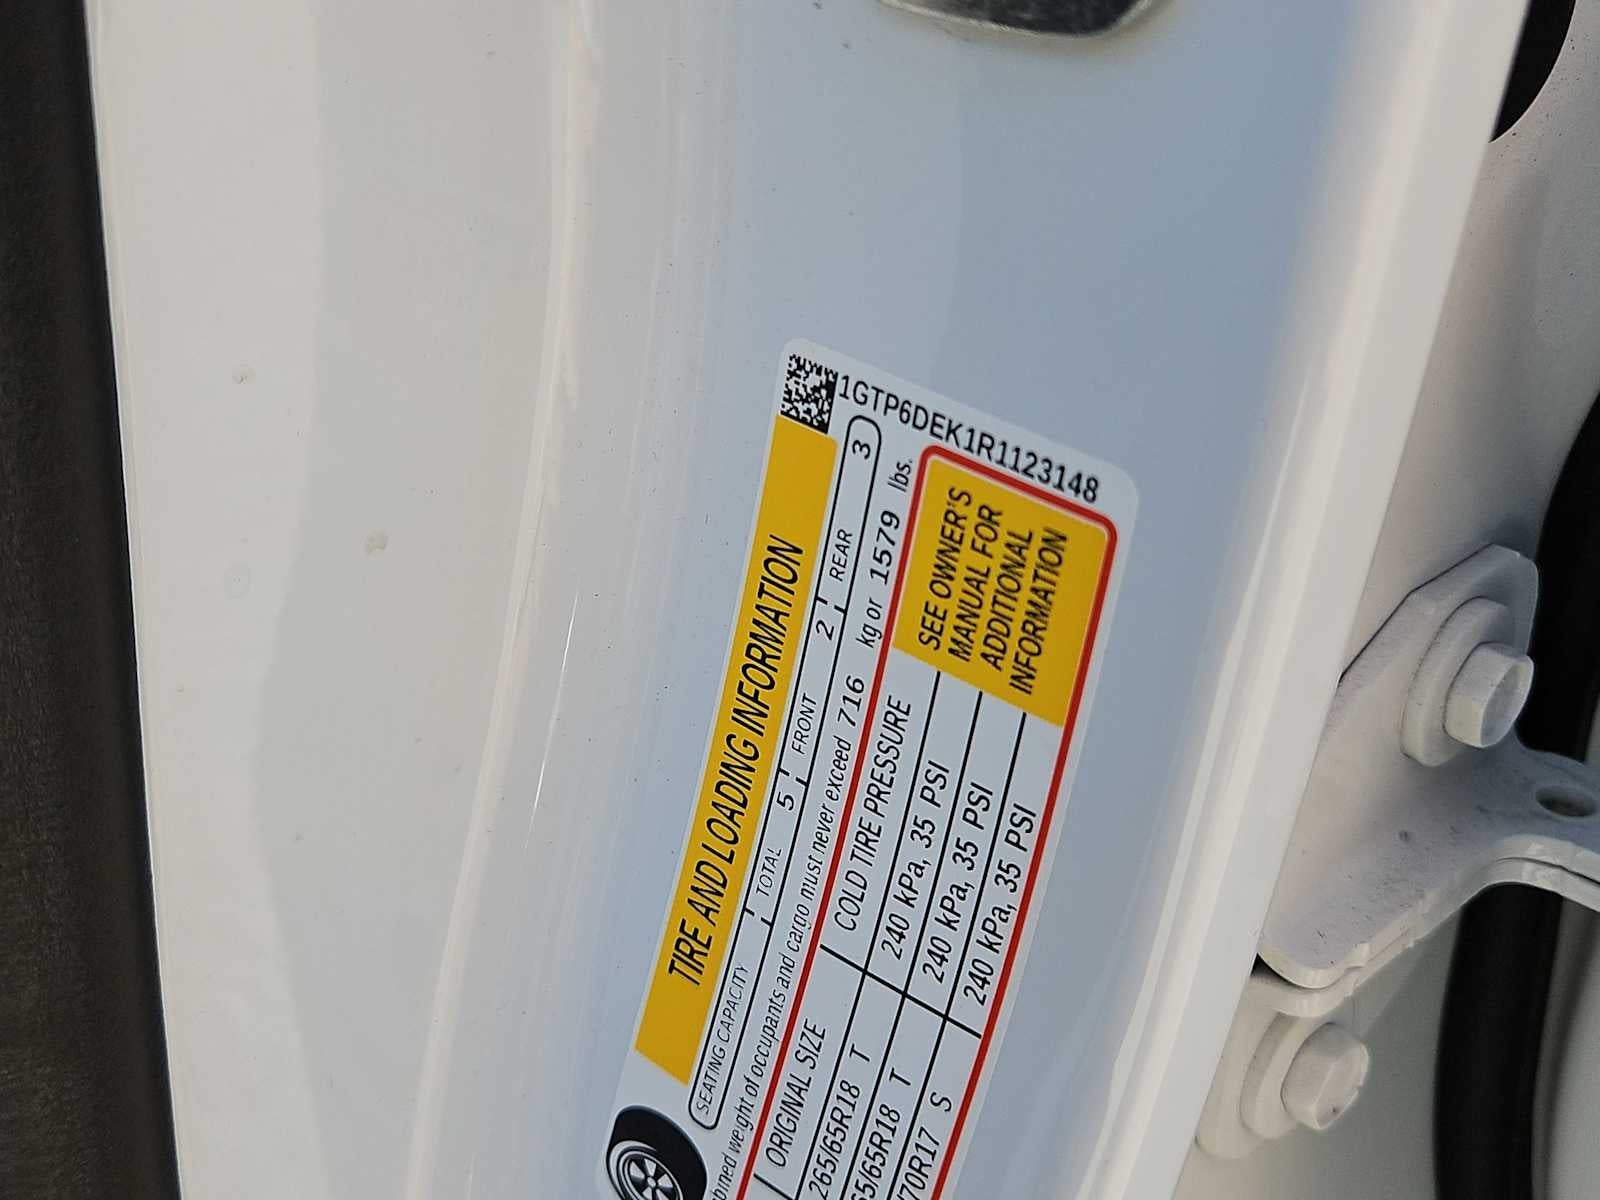 1GTP6DEK1R1123148
TIRE AND LOADING INFORMATION
SEATING CAPACITY TOTAL 5 FRONT 2 REAR 3
weight of occupants and cargo must never exceed 716 kg or 1579 lbs.
ORIGINAL SIZE COLD TIRE PRESSURE
265/65R18 T 240 kPa, 35 PSI
65/65R18 T 240 kPa, 35 PSI
70R17 S 240 kPa, 35 PSI
SEE OWNER'S
MANUAL FOR
ADDITIONAL
INFORMATION